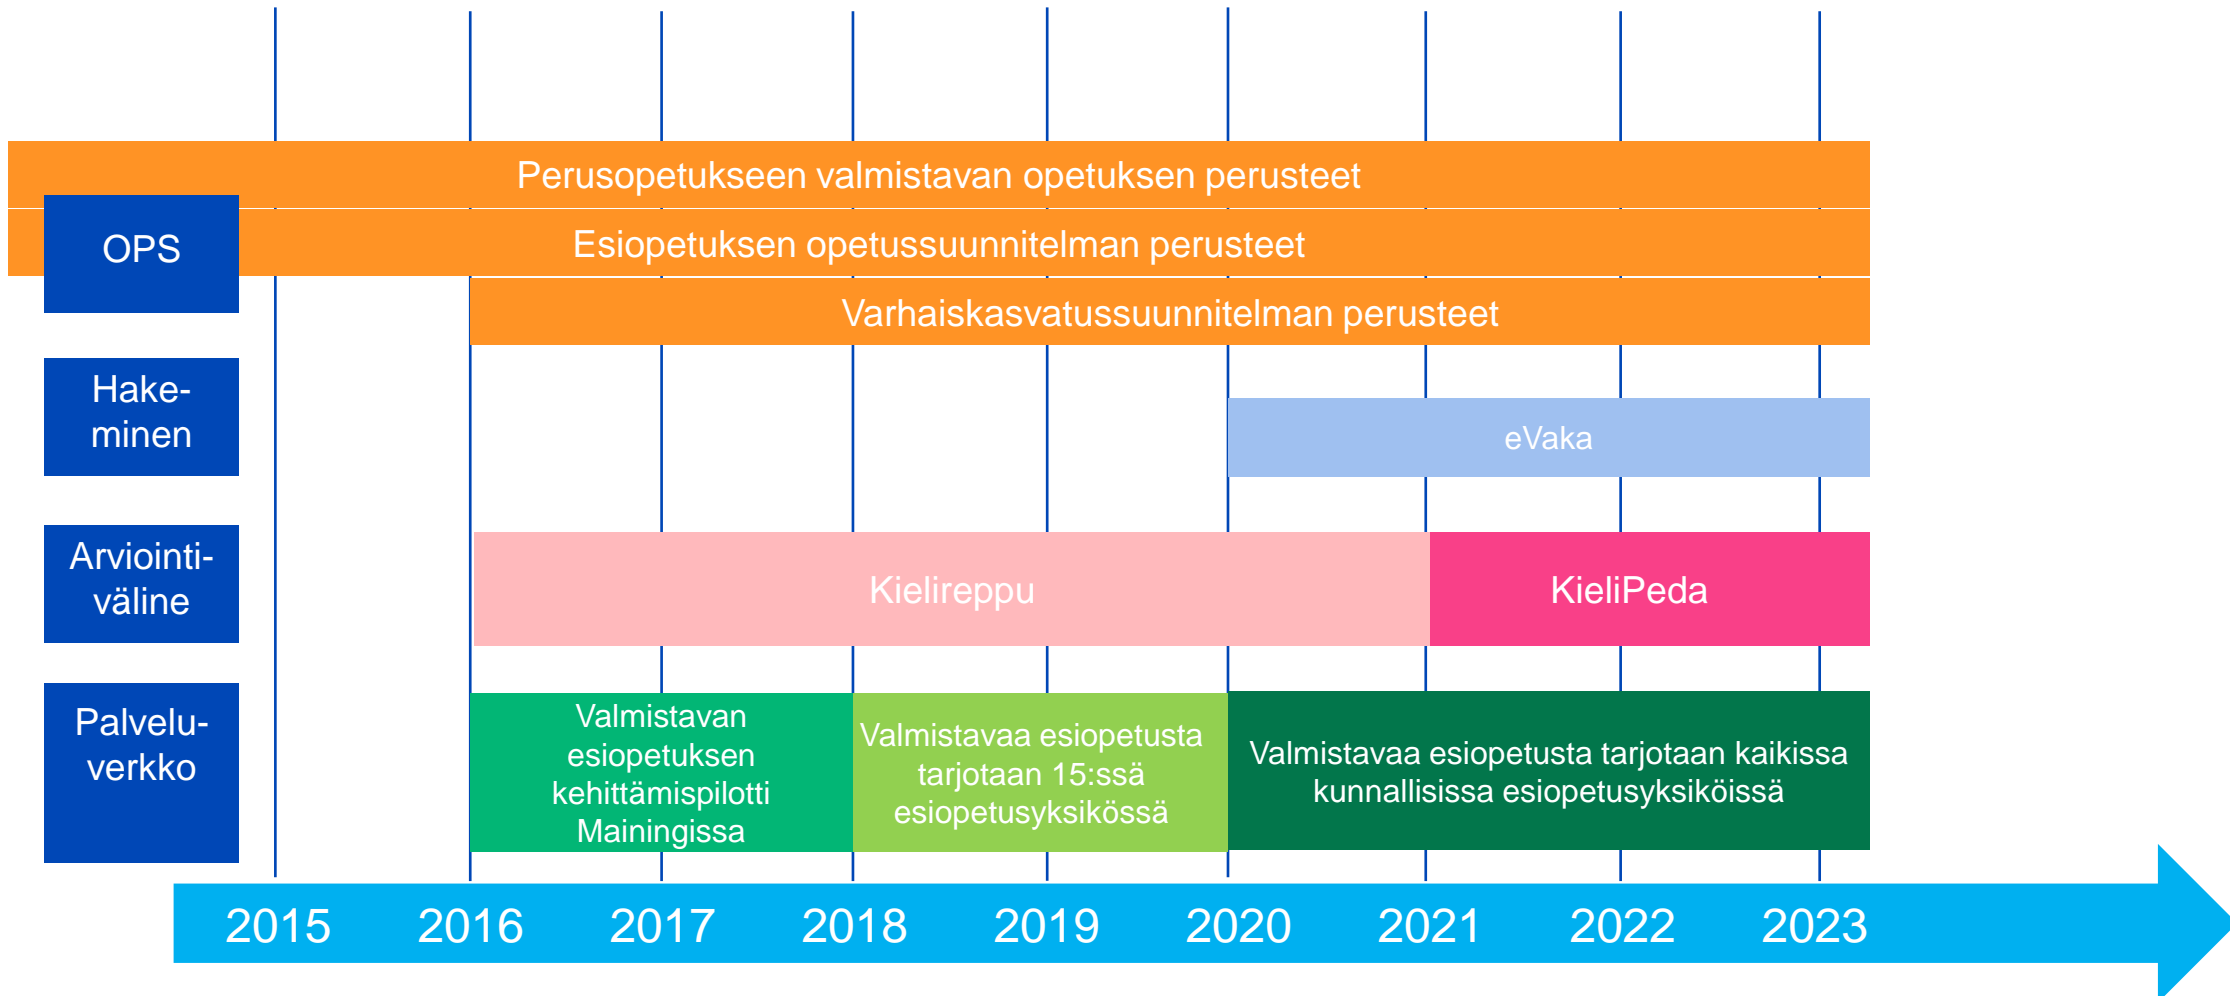 Perusopetukseen valmistavan opetuksen perusteet
OPS
Esiopetuksen opetussuunnitelman perusteet
Varhaiskasvatussuunnitelman perusteet
Hake-
minen
eVaka
Arviointi-
väline
Kielireppu
KieliPeda
Palvelu-
verkko
Valmistavan
esiopetuksen
kehittämispilotti
Mainingissa
Valmistavaa esiopetusta
tarjotaan 15:ssä
esiopetusyksikössä
Valmistavaa esiopetusta tarjotaan kaikissa
kunnallisissa esiopetusyksiköissä
2015 2016 2017 2018 2019 2020 2021 2022 2023